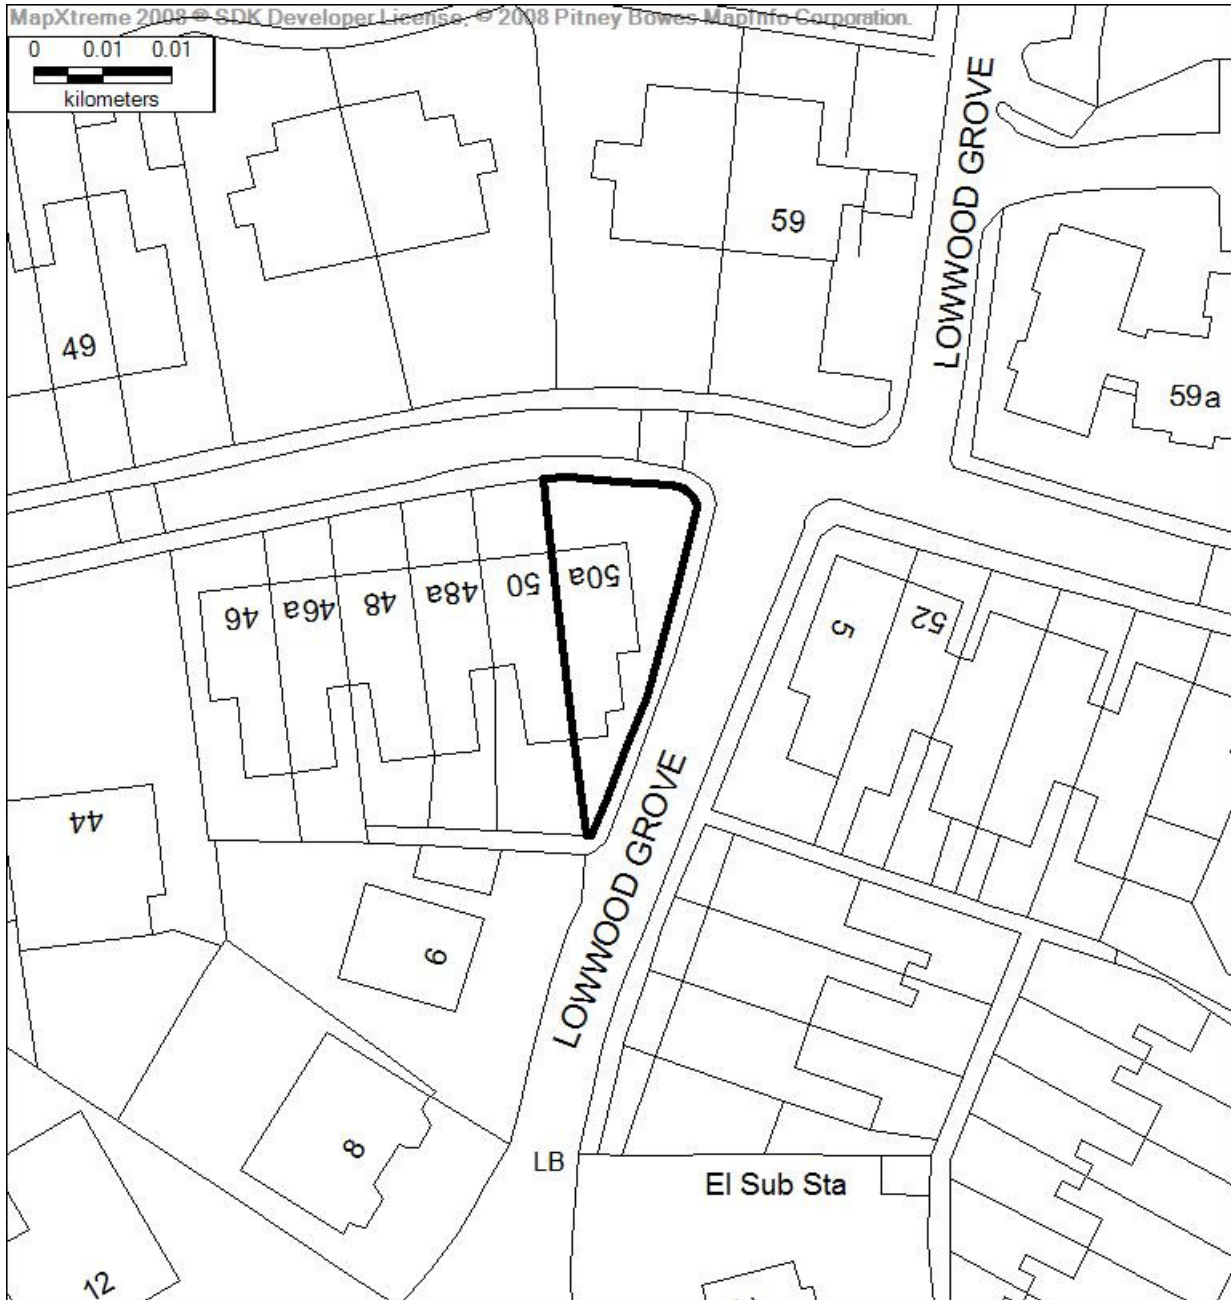 MapXtreme 2008 ® SDK Developer License. © 2008 Pitney Bowes MapInfo Corporation.
0 0.01 0.01
kilometers
LOWWOOD GROVE
59
49
59a
46
46a
48
48a
50
50a
5
52
44
LOWWOOD GROVE
9
8
LB
El Sub Sta
12